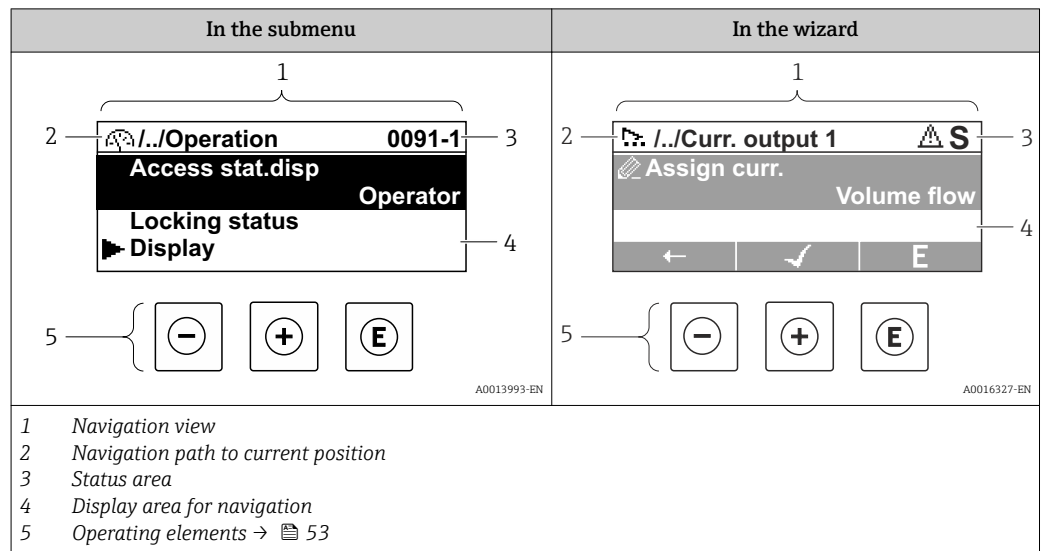 In the submenu
In the wizard
1
2
/../Operation 0091-1
3
Access stat.disp
Operator
Locking status
Display
4
5
- + E
A0013993-EN
1
2
/../Curr. output 1 S
3
Assign curr.
Volume flow
4
← ✓ E
5
- + E
A0016327-EN
1 Navigation view
2 Navigation path to current position
3 Status area
4 Display area for navigation
5 Operating elements → 53